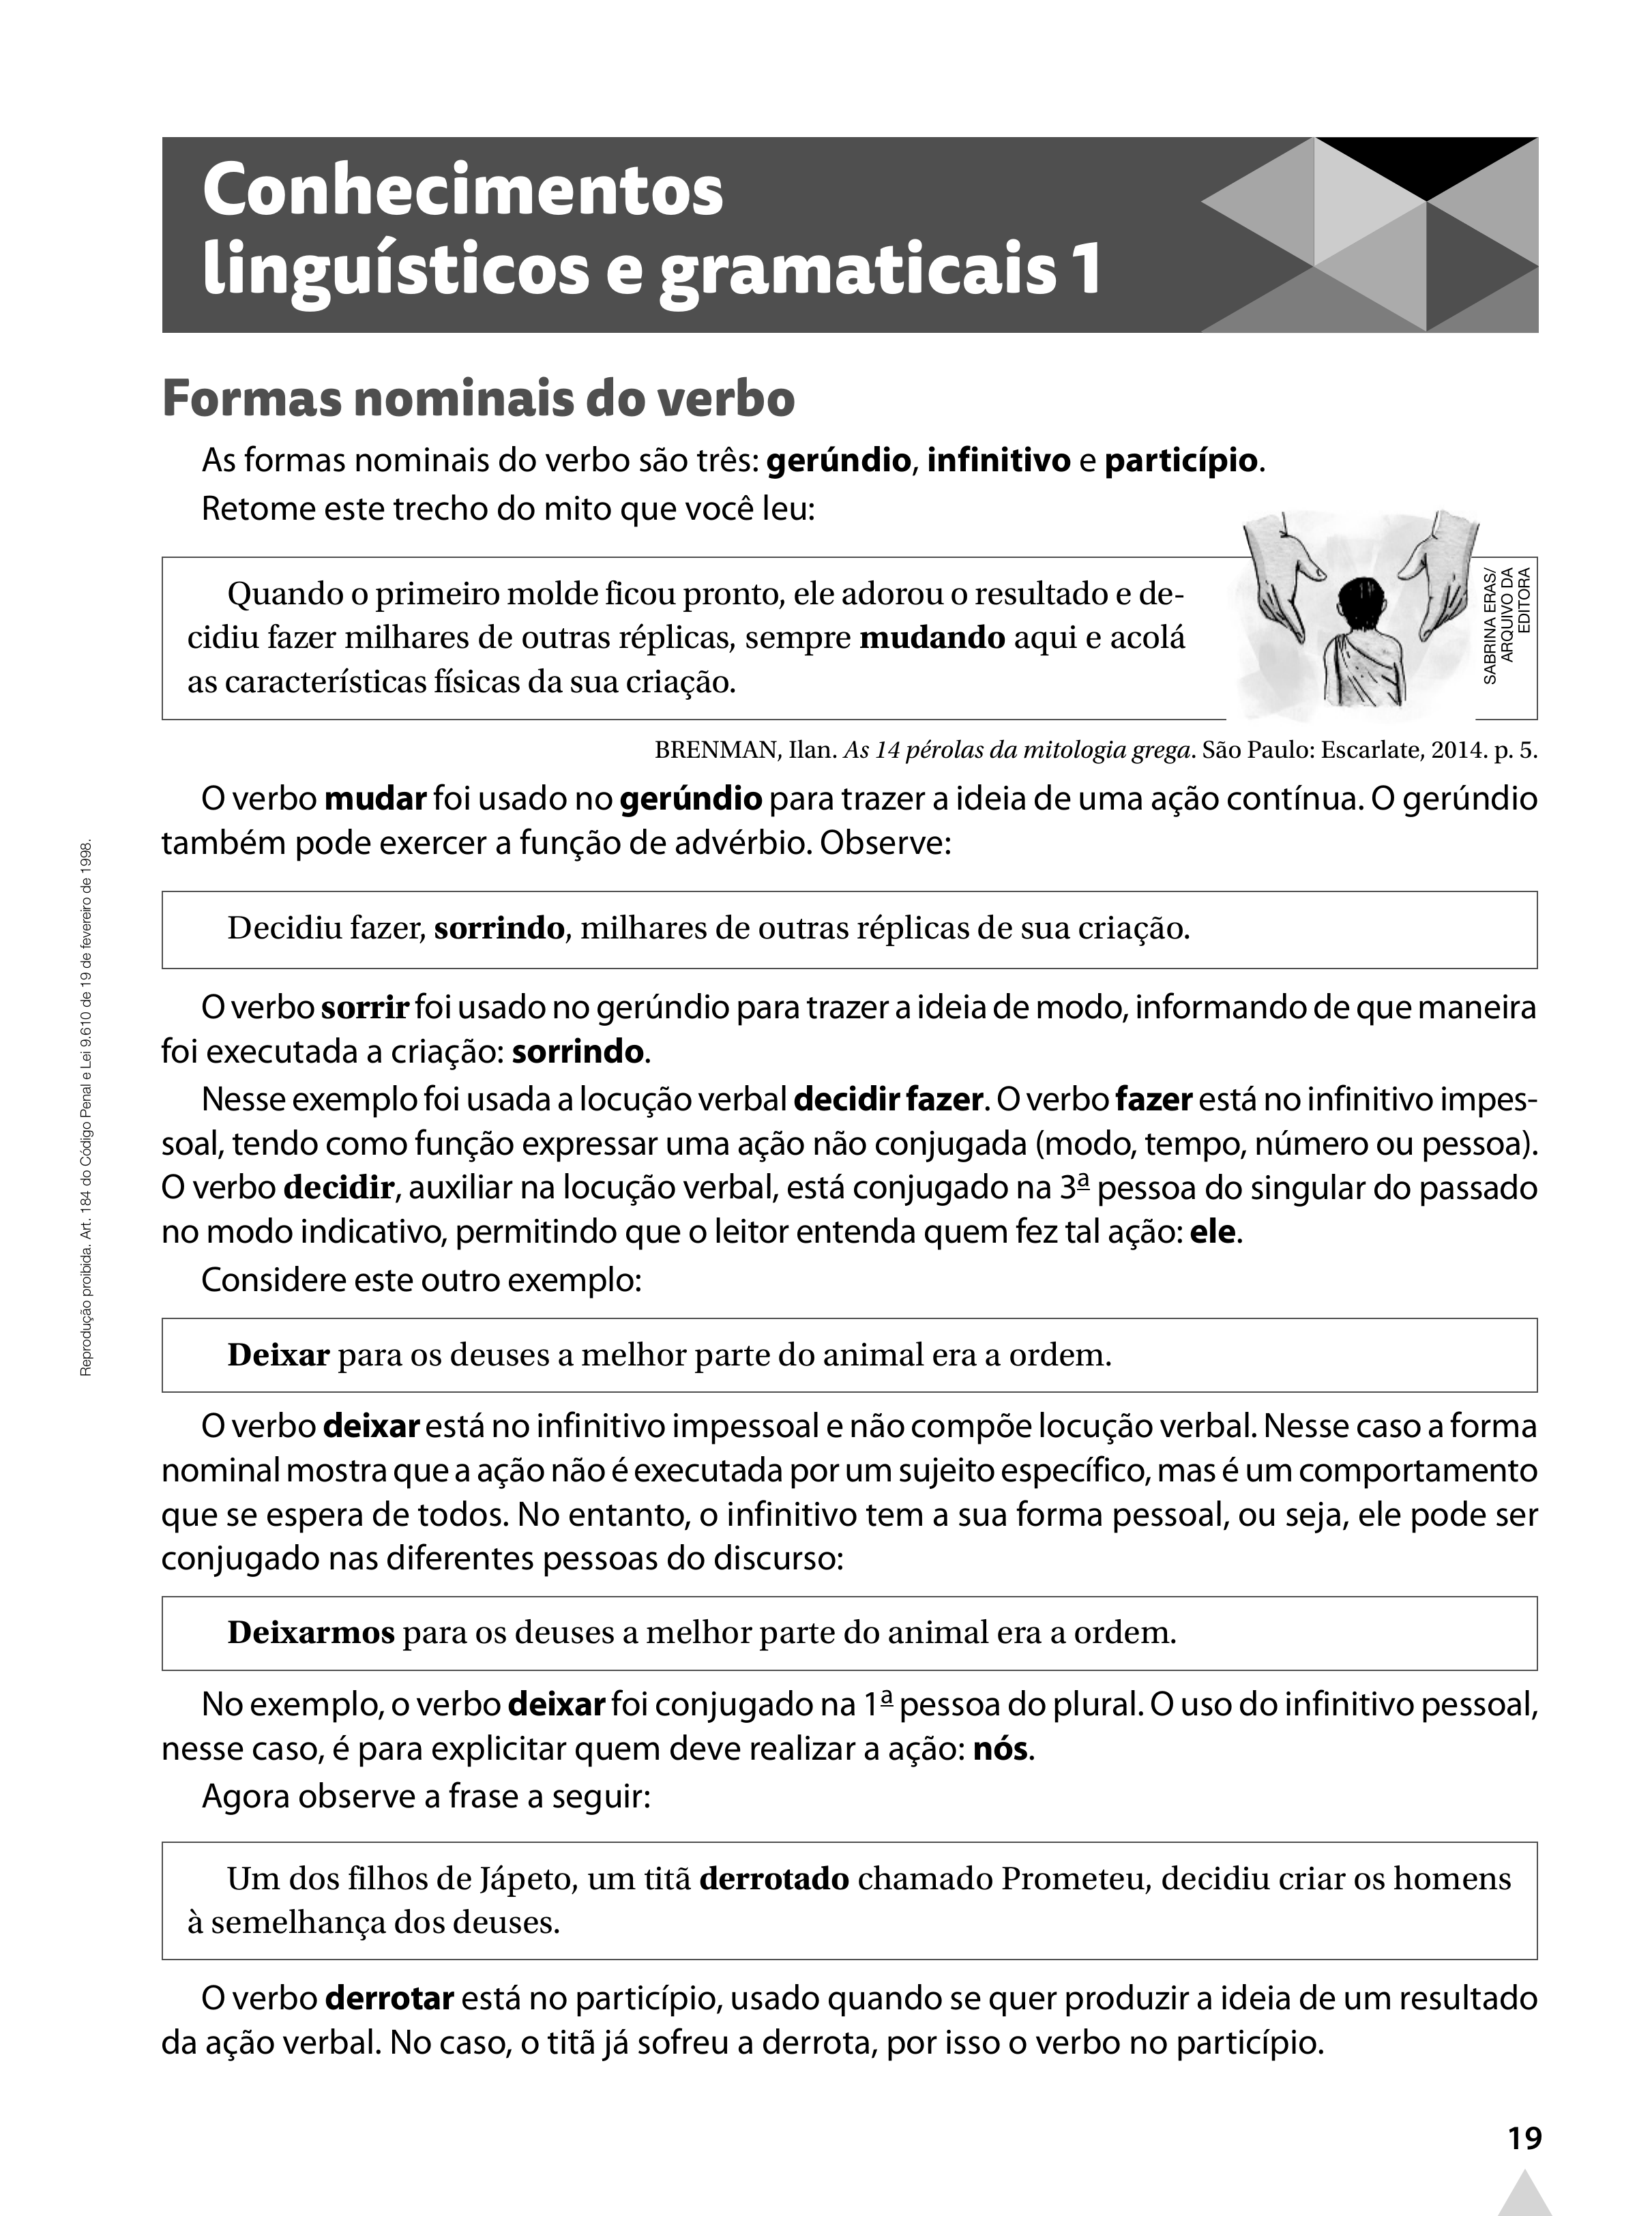 Conhecimentos
linguísticos e gramaticais 1
Formas nominais do verbo
As formas nominais do verbo são três: gerúndio, infinitivo e particípio.
Retome este trecho do mito que você leu:
Quando o primeiro molde ficou pronto, ele adorou o resultado e de-
cidiu fazer milhares de outras réplicas, sempre mudando aqui e acolá
as características físicas da sua criação.
SABRINA ERAS/
ARQUIVO DA
EDITORA
BRENMAN, Ilan. As 14 pérolas da mitologia grega. São Paulo: Escarlate, 2014. p. 5.
O verbo mudar foi usado no gerúndio para trazer a ideia de uma ação contínua. O gerúndio
também pode exercer a função de advérbio. Observe:
Decidiu fazer, sorrindo, milhares de outras réplicas de sua criação.
O verbo sorrir foi usado no gerúndio para trazer a ideia de modo, informando de que maneira
foi executada a criação: sorrindo.
Nesse exemplo foi usada a locução verbal decidir fazer. O verbo fazer está no infinitivo impes-
soal, tendo como função expressar uma ação não conjugada (modo, tempo, número ou pessoa).
O verbo decidir, auxiliar na locução verbal, está conjugado na 3ª pessoa do singular do passado
no modo indicativo, permitindo que o leitor entenda quem fez tal ação: ele.
Considere este outro exemplo:
Deixar para os deuses a melhor parte do animal era a ordem.
O verbo deixar está no infinitivo impessoal e não compõe locução verbal. Nesse caso a forma
nominal mostra que a ação não é executada por um sujeito específico, mas é um comportamento
que se espera de todos. No entanto, o infinitivo tem a sua forma pessoal, ou seja, ele pode ser
conjugado nas diferentes pessoas do discurso:
Deixarmos para os deuses a melhor parte do animal era a ordem.
No exemplo, o verbo deixar foi conjugado na 1ª pessoa do plural. O uso do infinitivo pessoal,
nesse caso, é para explicitar quem deve realizar a ação: nós.
Agora observe a frase a seguir:
Um dos filhos de Jápeto, um titã derrotado chamado Prometeu, decidiu criar os homens
à semelhança dos deuses.
O verbo derrotar está no particípio, usado quando se quer produzir a ideia de um resultado
da ação verbal. No caso, o titã já sofreu a derrota, por isso o verbo no particípio.
Reprodução proibida. Art. 184 do Código Penal e Lei 9.610 de 19 de fevereiro de 1998.
19